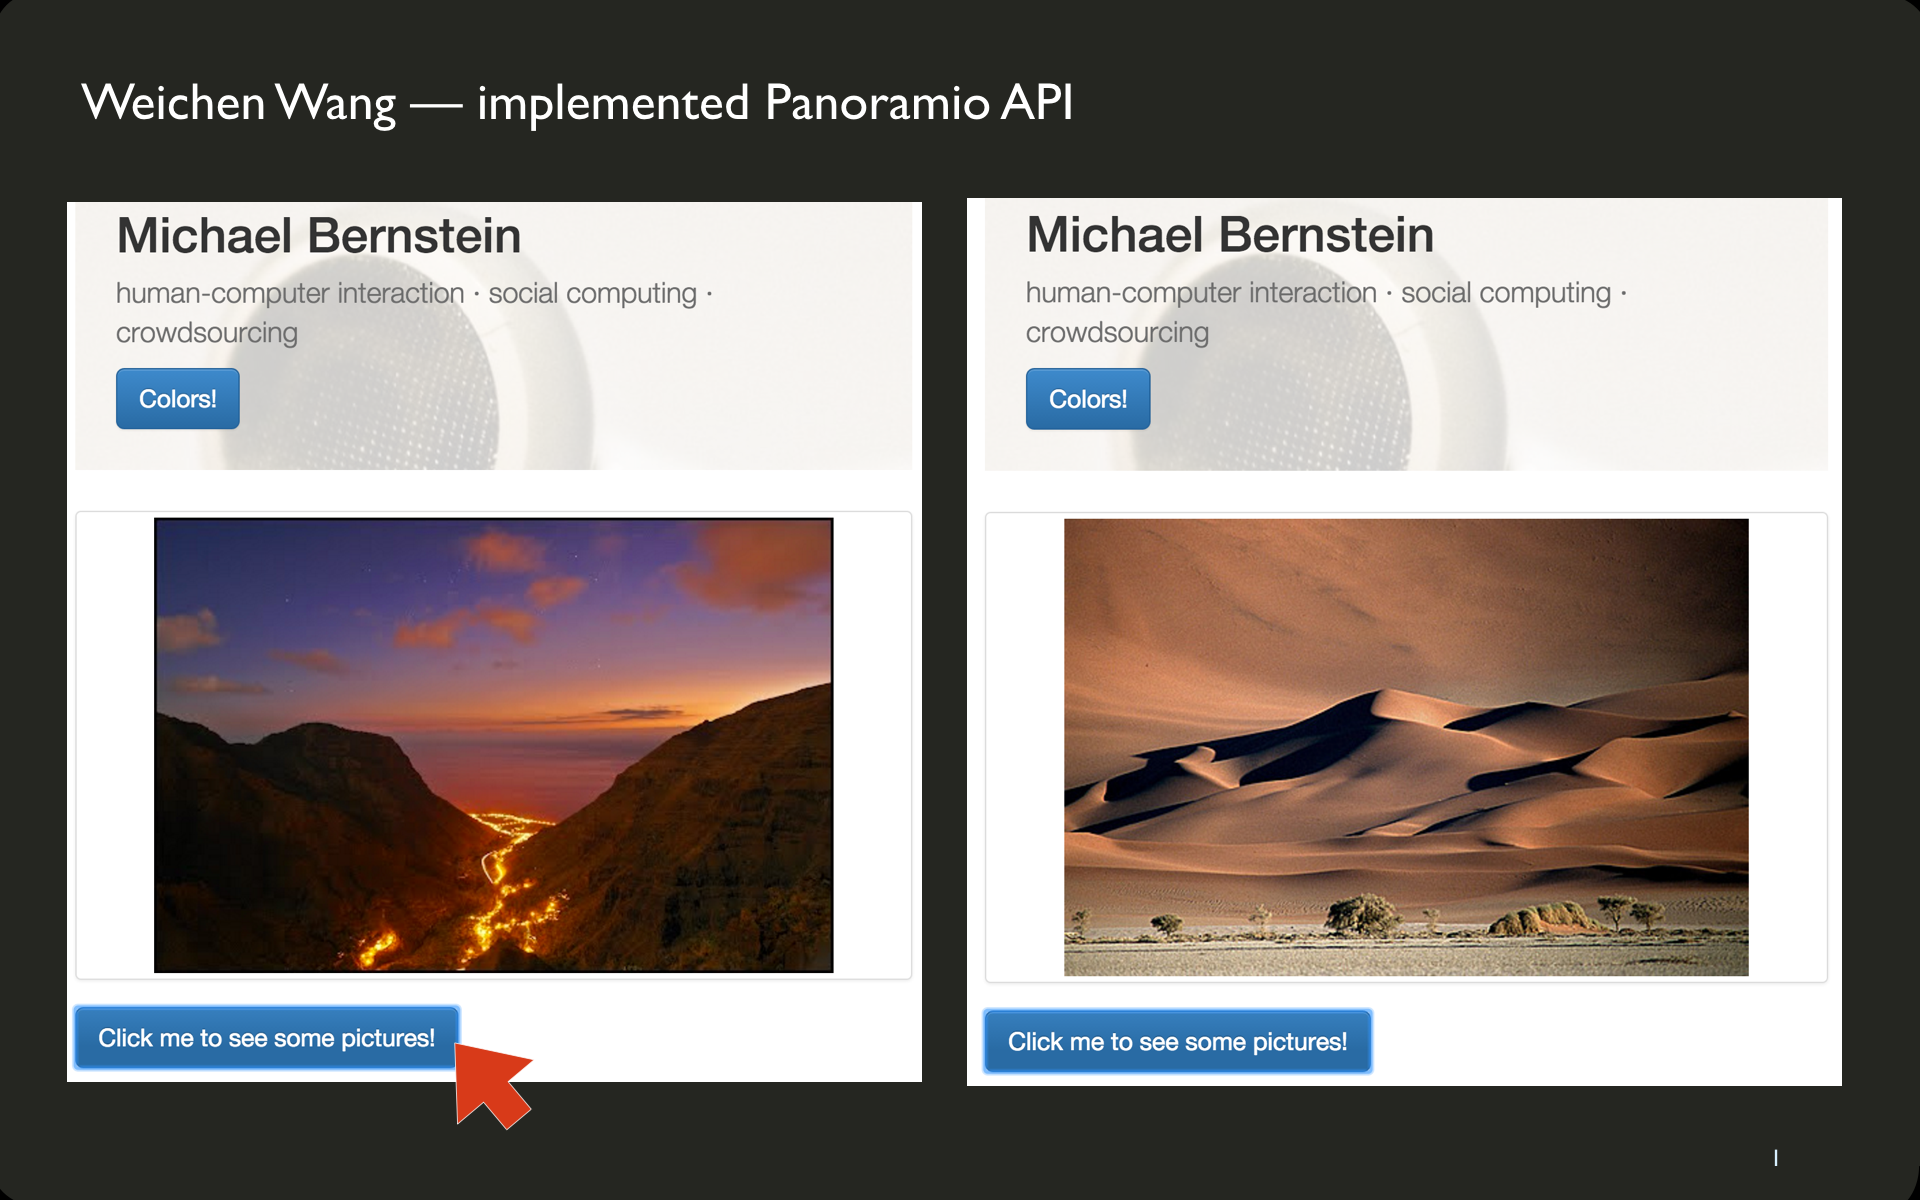 Weichen Wang — implemented Panoramio API
Michael Bernstein
human-computer interaction · social computing ·
crowdsourcing
Colors!
Click me to see some pictures!
Michael Bernstein
human-computer interaction · social computing ·
crowdsourcing
Colors!
Click me to see some pictures!
1